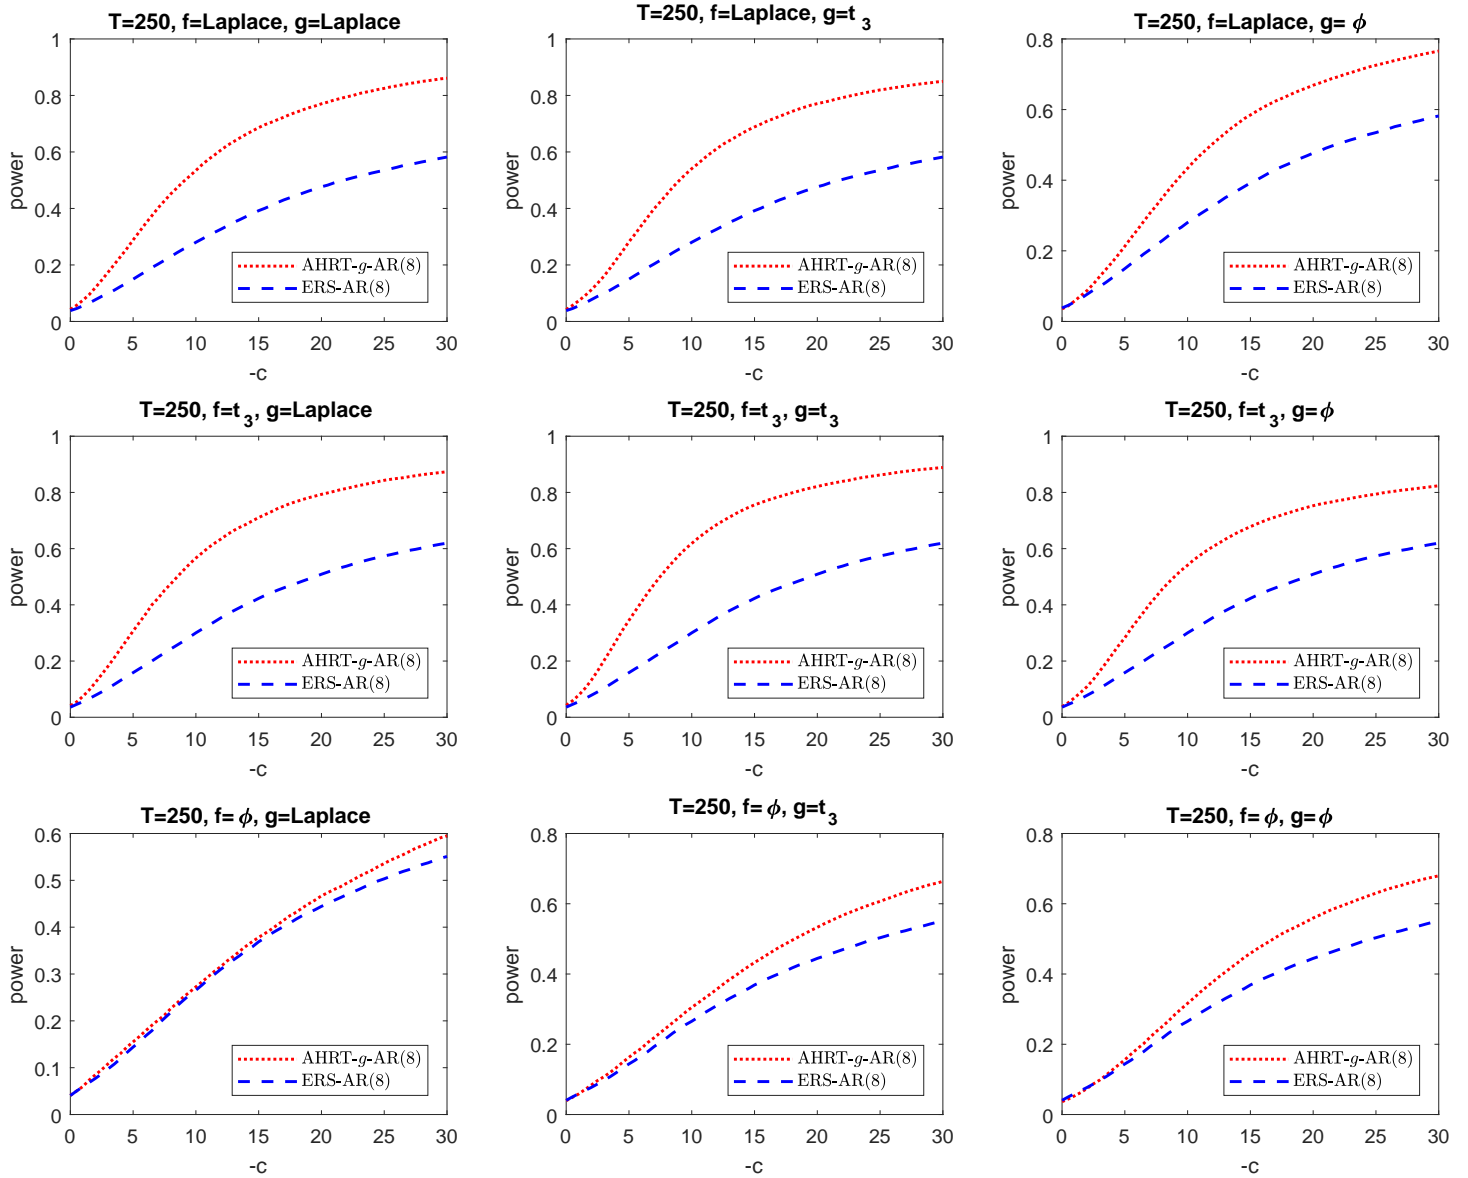 T=250, f=Laplace, g=Laplace
power
1
0.8
0.6
0.4
0.2
0
0 5 10 15 20 25 30
-c
AHRT-g-AR(8)
ERS-AR(8)
T=250, f=Laplace, g=t3
power
1
0.8
0.6
0.4
0.2
0
0 5 10 15 20 25 30
-c
AHRT-g-AR(8)
ERS-AR(8)
T=250, f=Laplace, g=ϕ
power
0.8
0.6
0.4
0.2
0
0 5 10 15 20 25 30
-c
AHRT-g-AR(8)
ERS-AR(8)
T=250, f=t3, g=Laplace
power
1
0.8
0.6
0.4
0.2
0
0 5 10 15 20 25 30
-c
AHRT-g-AR(8)
ERS-AR(8)
T=250, f=t3, g=t3
power
1
0.8
0.6
0.4
0.2
0
0 5 10 15 20 25 30
-c
AHRT-g-AR(8)
ERS-AR(8)
T=250, f=t3, g=ϕ
power
1
0.8
0.6
0.4
0.2
0
0 5 10 15 20 25 30
-c
AHRT-g-AR(8)
ERS-AR(8)
T=250, f=ϕ, g=Laplace
power
0.6
0.5
0.4
0.3
0.2
0.1
0
0 5 10 15 20 25 30
-c
AHRT-g-AR(8)
ERS-AR(8)
T=250, f=ϕ, g=t3
power
0.8
0.6
0.4
0.2
0
0 5 10 15 20 25 30
-c
AHRT-g-AR(8)
ERS-AR(8)
T=250, f=ϕ, g=ϕ
power
0.8
0.6
0.4
0.2
0
0 5 10 15 20 25 30
-c
AHRT-g-AR(8)
ERS-AR(8)